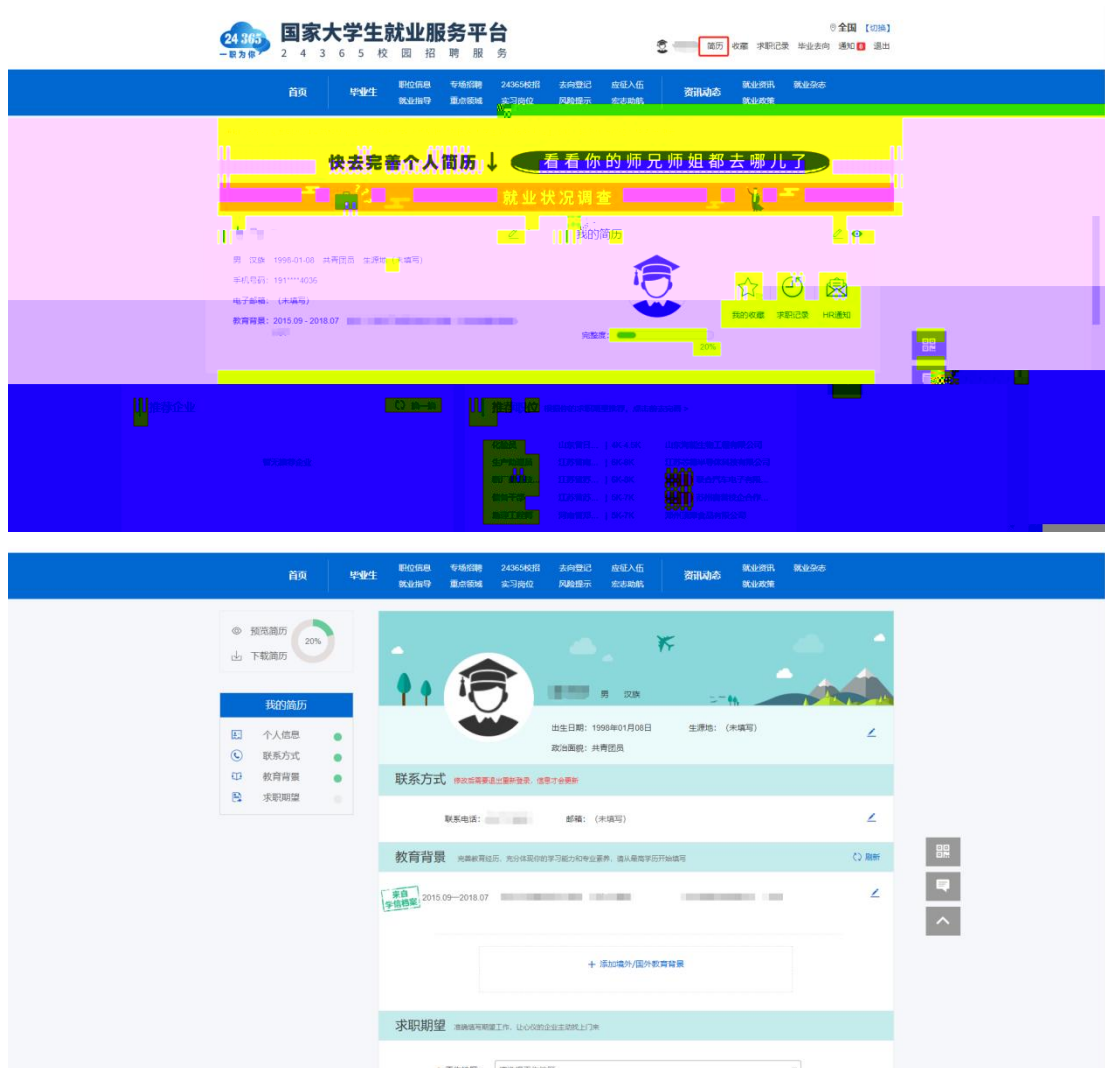 24 365
一职为你
国家大学生就业服务平台
24365校园招聘服务
全国 【切换】
简历 收藏 求职记录 毕业去向 通知 退出
首页 毕业生 职位信息 专场招聘 24365校招 去向登记 应征入伍 资讯动态 就业资讯 就业杂志
就业指导 重点领域 实习岗位 风险提示 宏志助航 就业政策
快去完善个人简历↓ 看看你的师兄师姐都去哪儿了
就业状况调查
我的简历
男 汉族 1998-01-08 共青团员 生源地:(未填写)
手机号码:191****4036
电子邮箱:(未填写)
教育背景:2015.09 - 2018.07
我的收藏 求职记录 HR通知
完整度:
20%
推荐企业 换一换 推荐职位
首页 毕业生 职位信息 专场招聘 24365校招 去向登记 应征入伍 资讯动态 就业资讯 就业杂志
就业指导 重点领域 实习岗位 风险提示 宏志助航 就业政策
预览简历
20%
下载简历
我的简历
个人信息
联系方式
教育背景
求职期望
男 汉族
出生日期:1998年01月08日 生源地:(未填写)
政治面貌:共青团员
联系方式 修改后需要退出重新登录,信息才会更新
联系电话: 邮箱:(未填写)
教育背景 完善教育经历,充分体现你的学习能力和专业素养,请从最高学历开始填写 刷新
来自
学信档案 2015.09—2018.07
+ 添加境外/国外教育背景
求职期望 准确填写期望工作,让心仪的企业主动找上门来